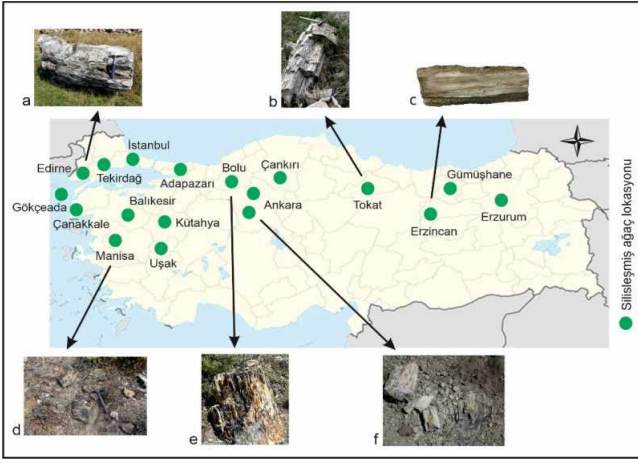 a
b
c
İstanbul
Edirne
Tekirdağ
Adapazarı
Bolu
Çankırı
Gümüşhane
Gökçeada
Çanakkale
Balıkesir
Kütahya
Ankara
Tokat
Erzincan
Erzurum
Manisa
Uşak
Silisleşmiş ağaç lokasyonu
d
e
f